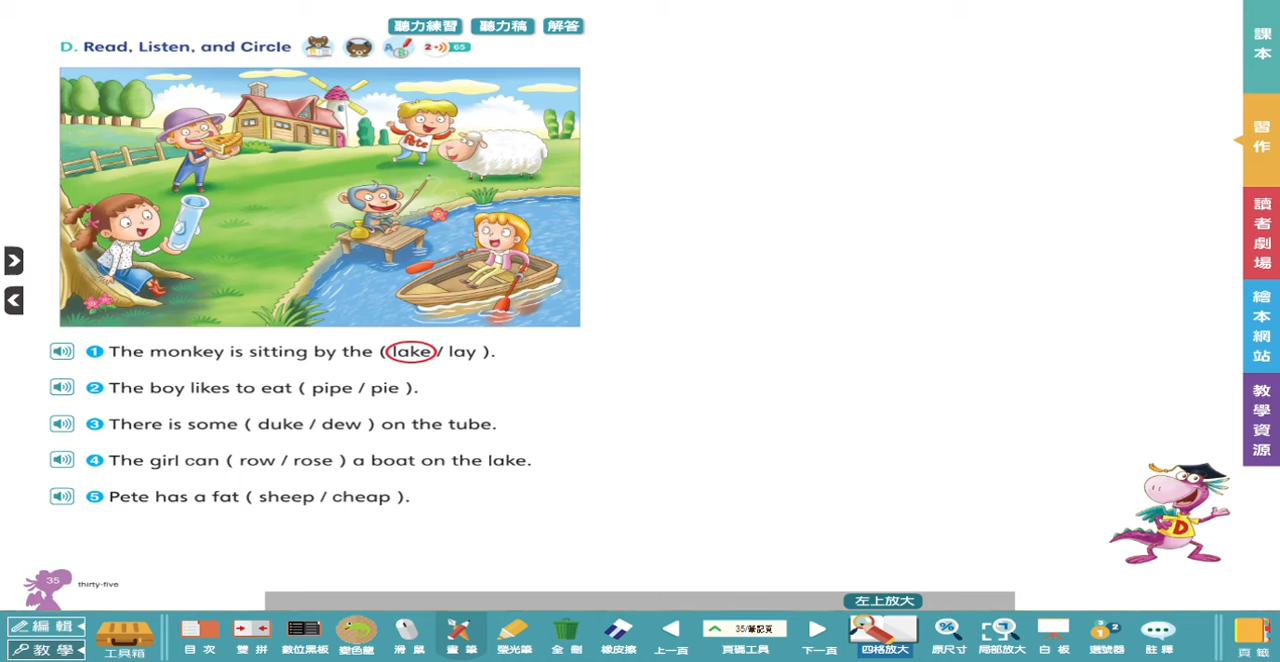 聽力練習 聽力稿 解答
D. Read, Listen, and Circle AB 2 65
Pete
1 The monkey is sitting by the ( lake / lay ).
2 The boy likes to eat ( pipe / pie ).
3 There is some ( duke / dew ) on the tube.
4 The girl can ( row / rose ) a boat on the lake.
5 Pete has a fat ( sheep / cheap ).
35 thirty-five
課本
習作
讀者劇場
繪本網站
教學資源
D
左上放大
編輯
教學
工具箱 目次 雙拼 數位黑板 變色龍 滑鼠 畫筆 螢光筆 全刪 橡皮擦 上一頁 35/筆記頁 頁碼工具 下一頁 四格放大 原尺寸 局部放大 白板 選號器 註釋 頁籤